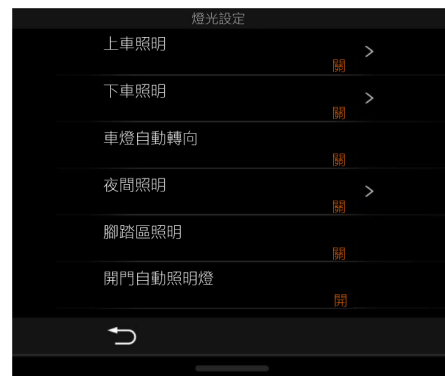 燈光設定
上車照明
關
下車照明
關
車燈自動轉向
關
夜間照明
關
腳踏區照明
關
開門自動照明燈
開